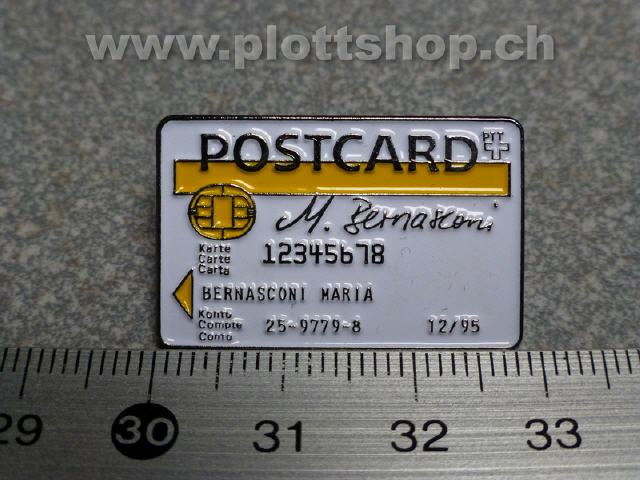 www.plottshop.ch
POSTCARD PTT
M. Bernasconi
Karte
Carte 12345678
Carta
BERNASCONI MARIA
Konto
Compte 25-9779-8 12/95
Conto
29 30 31 32 33